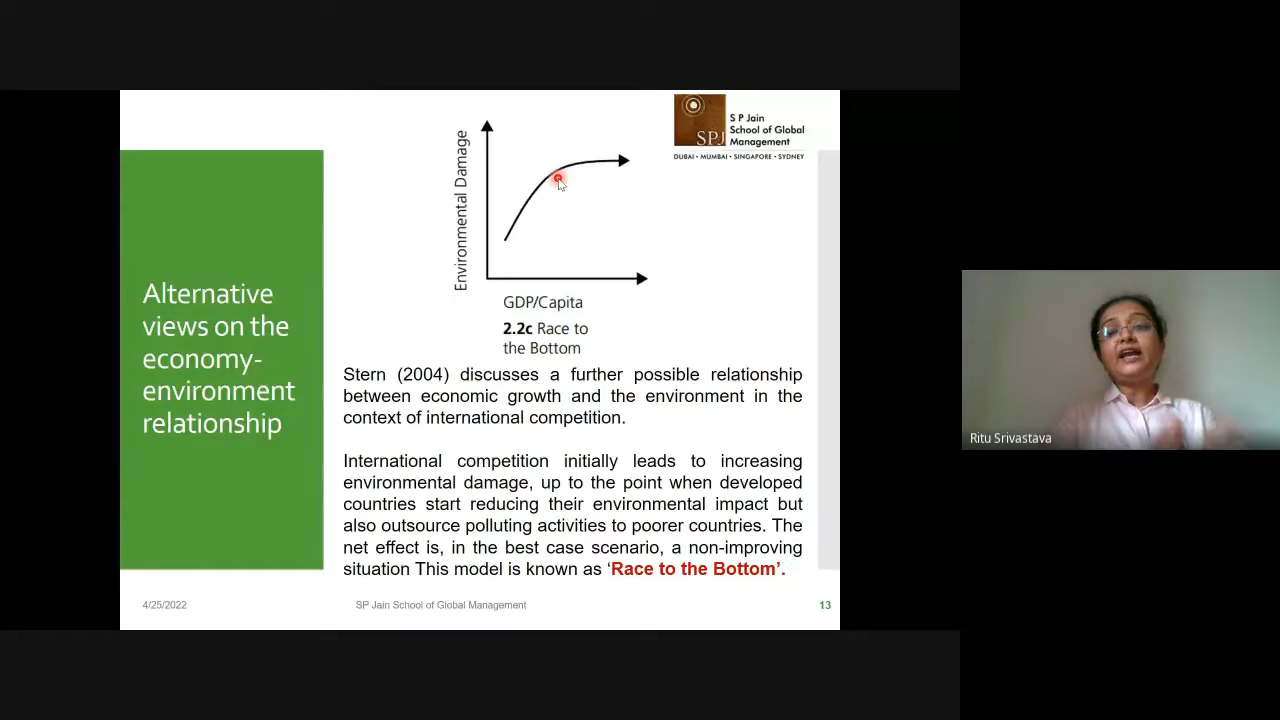 S P Jain
School of Global
Management
SPJ
DUBAI • MUMBAI • SINGAPORE • SYDNEY
Environmental Damage
GDP/Capita
2.2c Race to
the Bottom
Alternative
views on the
economy-
environment
relationship
Stern (2004) discusses a further possible relationship
between economic growth and the environment in the
context of international competition.
International competition initially leads to increasing
environmental damage, up to the point when developed
countries start reducing their environmental impact but
also outsource polluting activities to poorer countries. The
net effect is, in the best case scenario, a non-improving
situation This model is known as ‘Race to the Bottom’.
4/25/2022
SP Jain School of Global Management
13
Ritu Srivastava